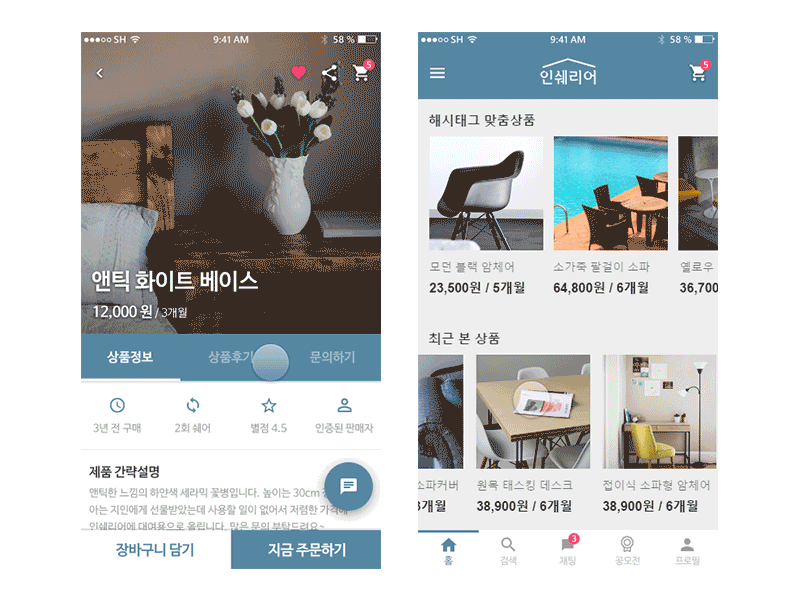 SH 9:41 AM 58 %
5
앤틱 화이트 베이스
12,000 원 / 3개월
상품정보 상품후기 문의하기
3년 전 구매 2회 쉐어 별점 4.5 인증된 판매자
제품 간략설명
앤틱한 느낌의 하얀색 세라믹 꽃병입니다. 높이는 30cm
아는 지인에게 선물받았는데 사용할 일이 없어서 저렴한 가격에
인쉐리어에 대여용으로 올립니다. 많은 문의 부탁드려요~
장바구니 담기 지금 주문하기
SH 9:41 AM 58 %
인쉐리어
5
해시태그 맞춤상품
모던 블랙 암체어 소가죽 팔걸이 소파 옐로우
23,500원 / 5개월 64,800원 / 6개월 36,700
최근 본 상품
소파커버 원목 태스킹 데스크 접이식 소파형 암체어
3개월 38,900원 / 6개월 38,900원 / 6개월
3
홈 검색 채팅 공모전 프로필